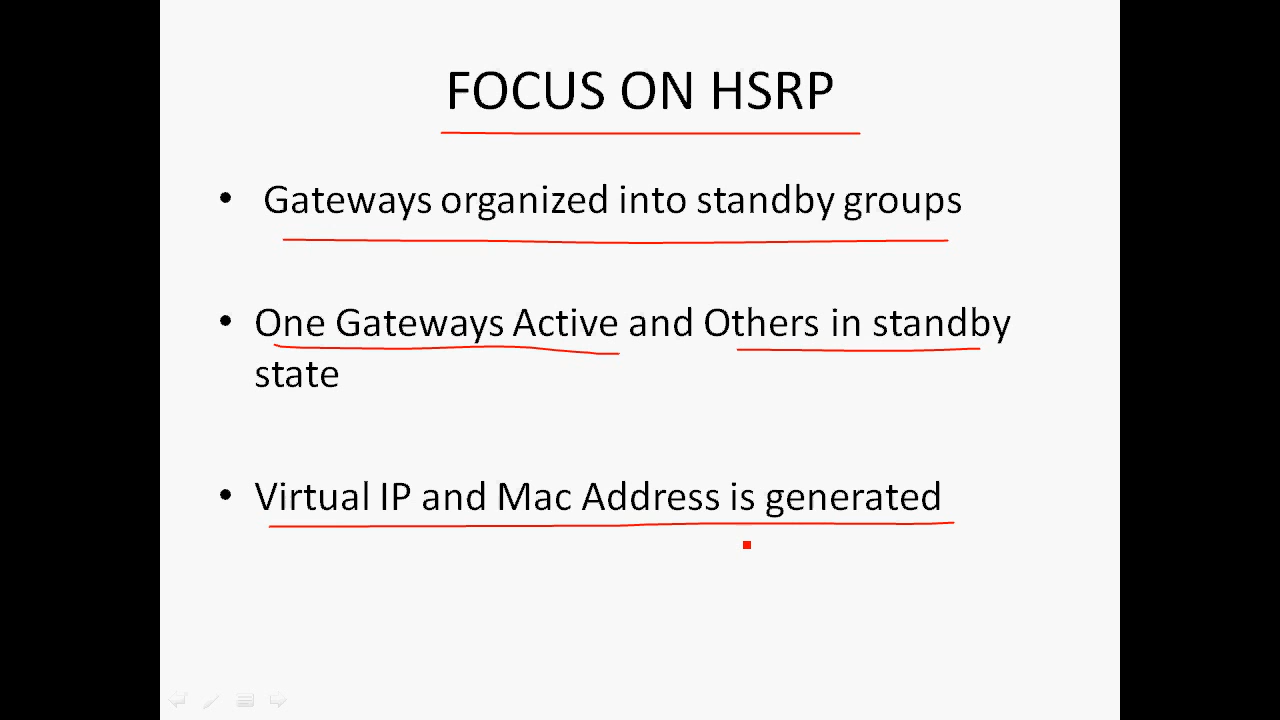 FOCUS ON HSRP
• Gateways organized into standby groups
• One Gateways Active and Others in standby
state
• Virtual IP and Mac Address is generated